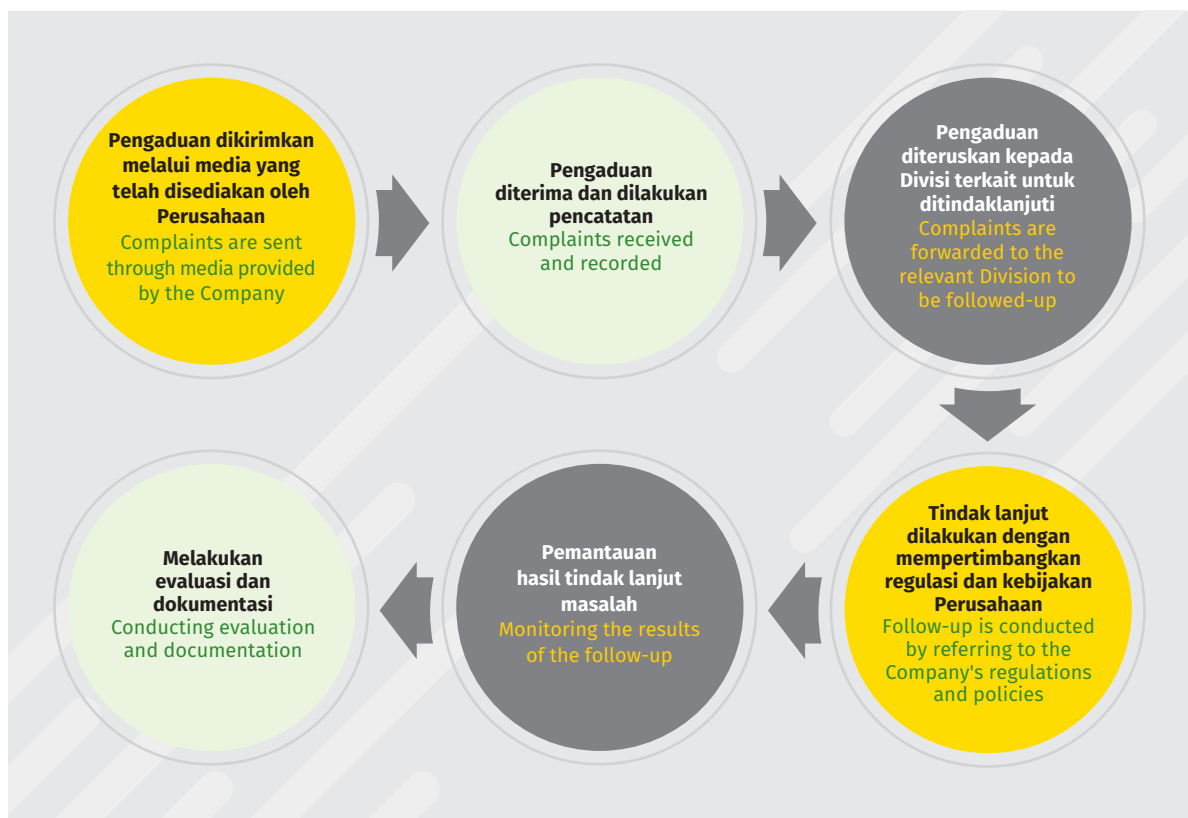 Pengaduan dikirimkan
melalui media yang
telah disediakan oleh
Perusahaan
Complaints are sent
through media provided
by the Company
Pengaduan
diterima dan dilakukan
pencatatan
Complaints received
and recorded
Pengaduan
diteruskan kepada
Divisi terkait untuk
ditindaklanjuti
Complaints are
forwarded to the
relevant Division to
be followed-up
Tindak lanjut
dilakukan dengan
mempertimbangkan
regulasi dan kebijakan
Perusahaan
Follow-up is conducted
by referring to the
Company's regulations
and policies
Pemantauan
hasil tindak lanjut
masalah
Monitoring the results
of the follow-up
Melakukan
evaluasi dan
dokumentasi
Conducting evaluation
and documentation